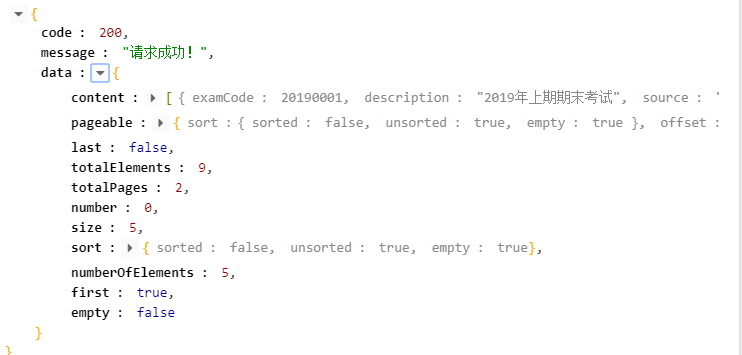 {
code : 200,
message : "请求成功！",
data : {
content : [ { examCode : 20190001, description : "2019年上期期末考试", source : '
pageable : { sort : { sorted : false, unsorted : true, empty : true }, offset :
last : false,
totalElements : 9,
totalPages : 2,
number : 0,
size : 5,
sort : { sorted : false, unsorted : true, empty : true},
numberOfElements : 5,
first : true,
empty : false
}
}